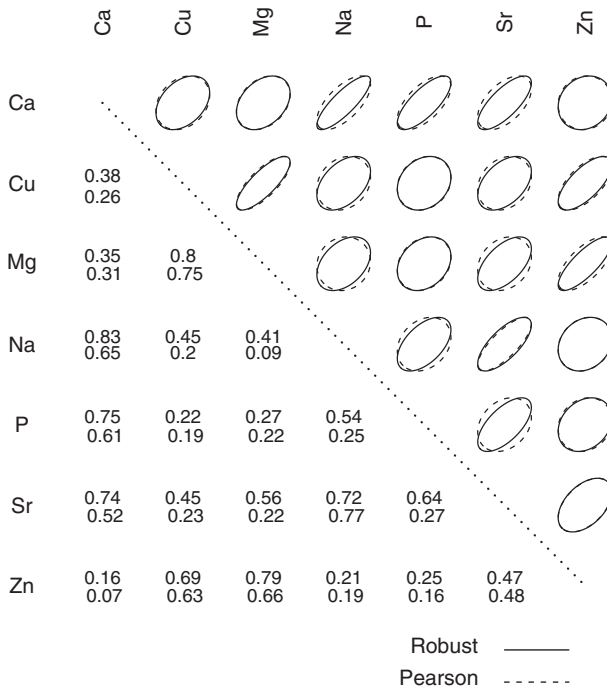 Ca Cu Mg Na P Sr Zn
Ca
Cu 0.38
0.26
Mg 0.35 0.8
0.31 0.75
Na 0.83 0.45 0.41
0.65 0.2 0.09
P 0.75 0.22 0.27 0.54
0.61 0.19 0.22 0.25
Sr 0.74 0.45 0.56 0.72 0.64
0.52 0.23 0.22 0.77 0.27
Zn 0.16 0.69 0.79 0.21 0.25 0.47
0.07 0.63 0.66 0.19 0.16 0.48
Robust
Pearson